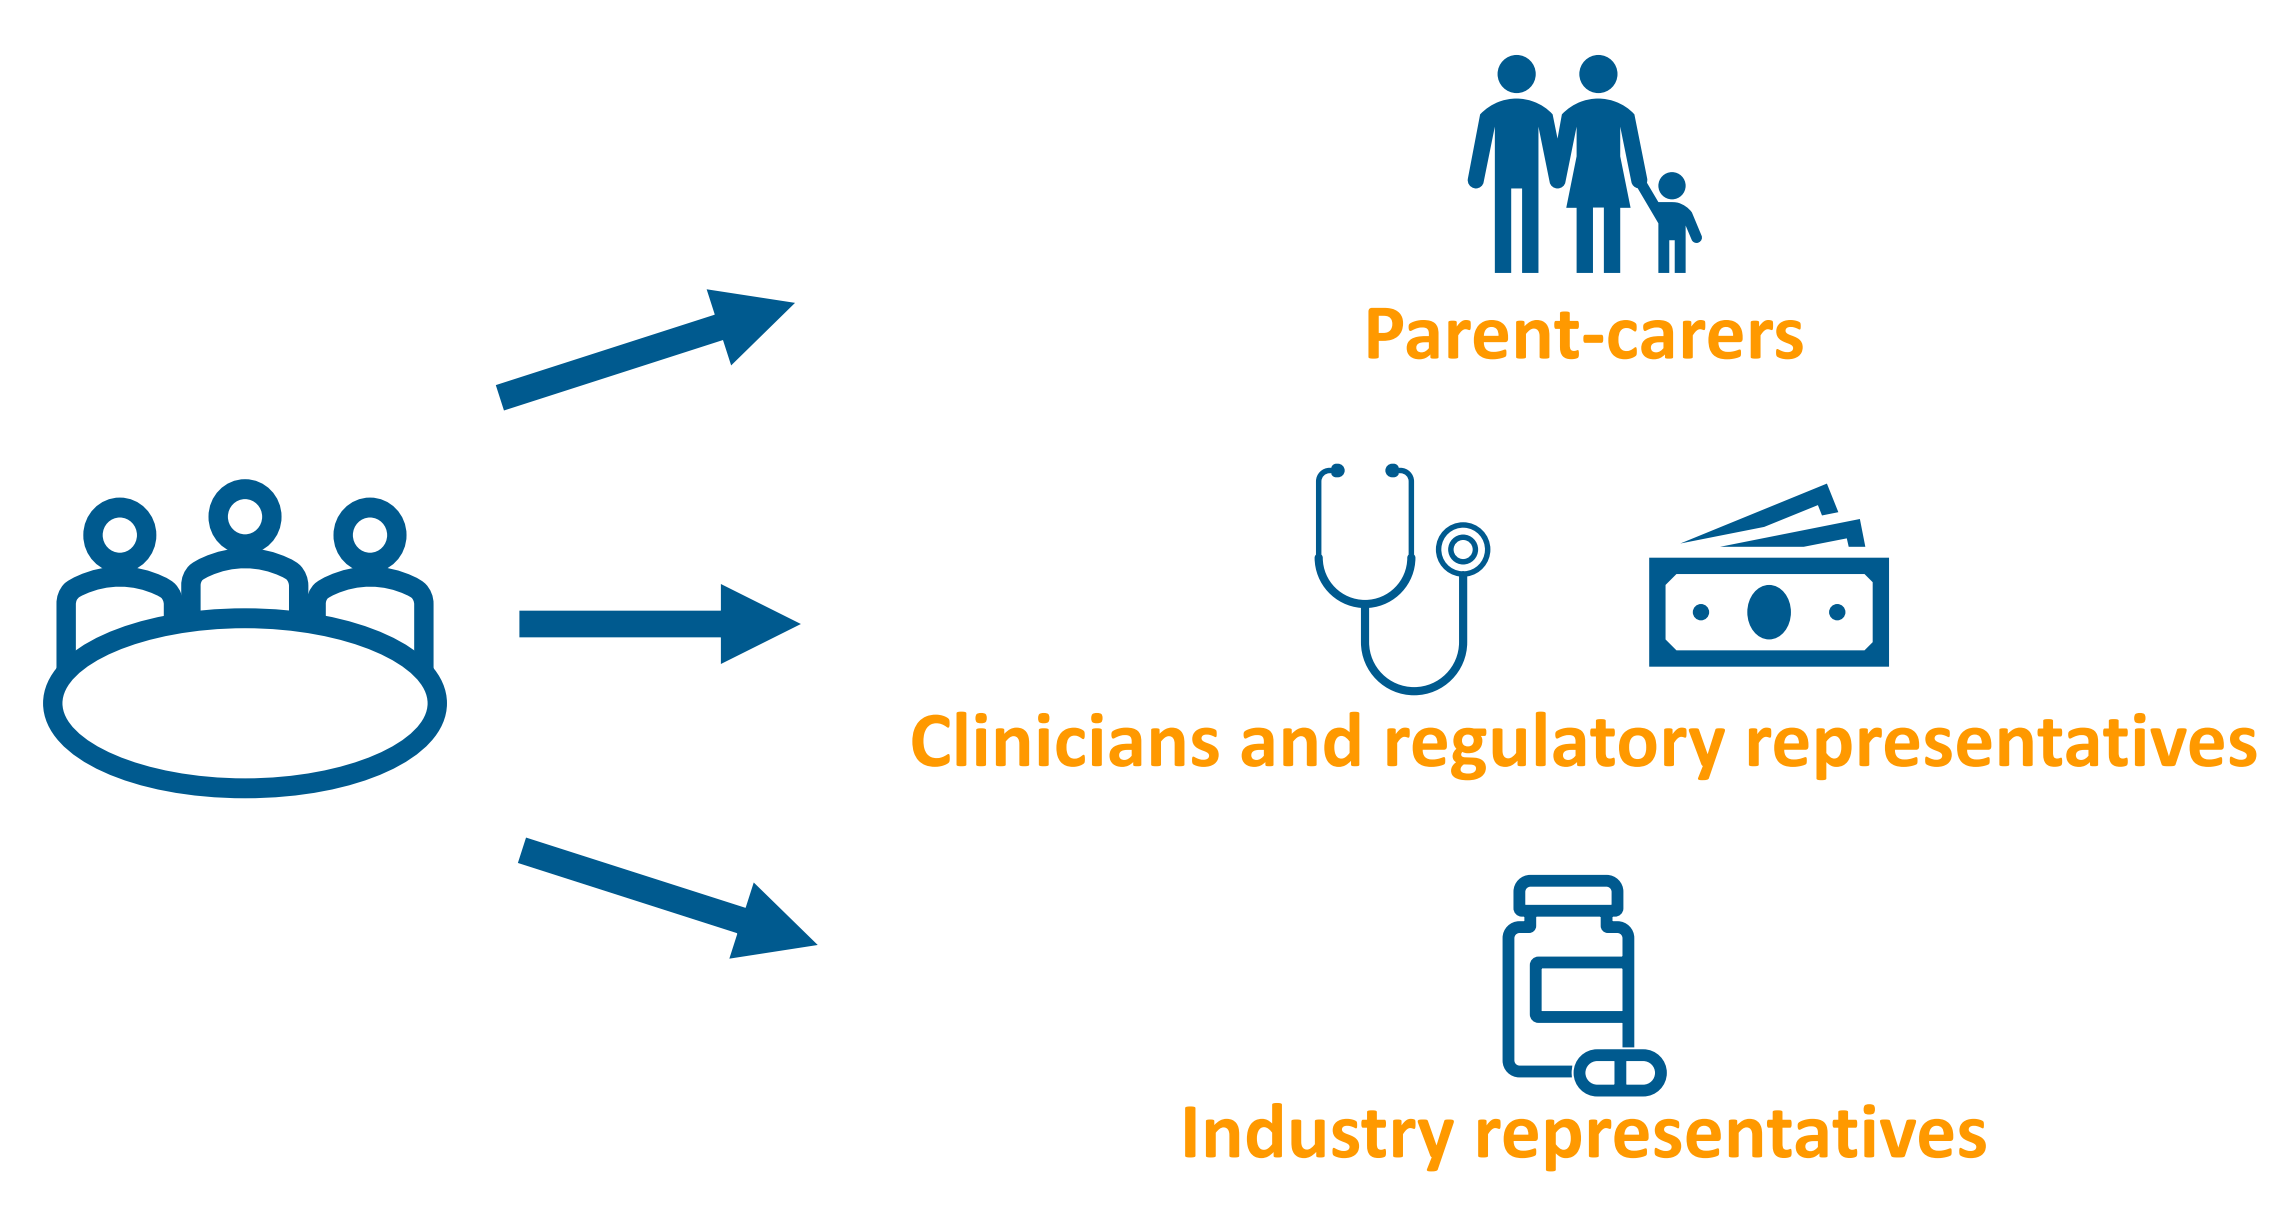 Parent-carers
Clinicians and regulatory representatives
Industry representatives